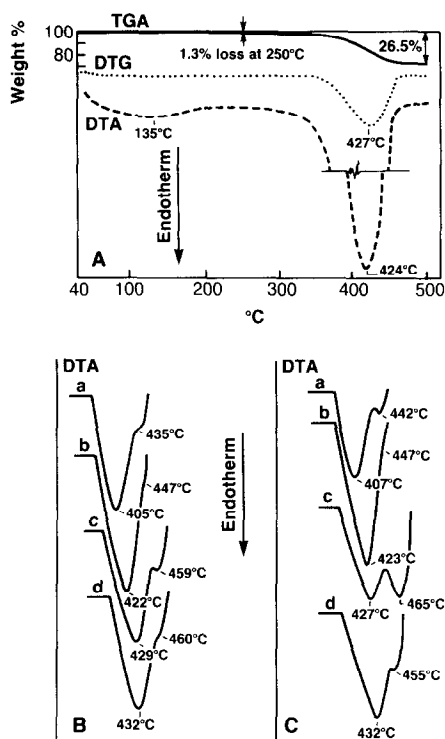 Weight %
100
80
TGA
1.3% loss at 250°C
26.5%
DTG
DTA
135°C
427°C
Endotherm
A
424°C
40 100 200 300 400 500
°C
DTA
a
435°C
b
447°C
405°C
c
459°C
422°C
d
460°C
429°C
432°C
B
Endotherm
DTA
a
442°C
b
447°C
407°C
c
423°C
427°C
465°C
d
455°C
432°C
C